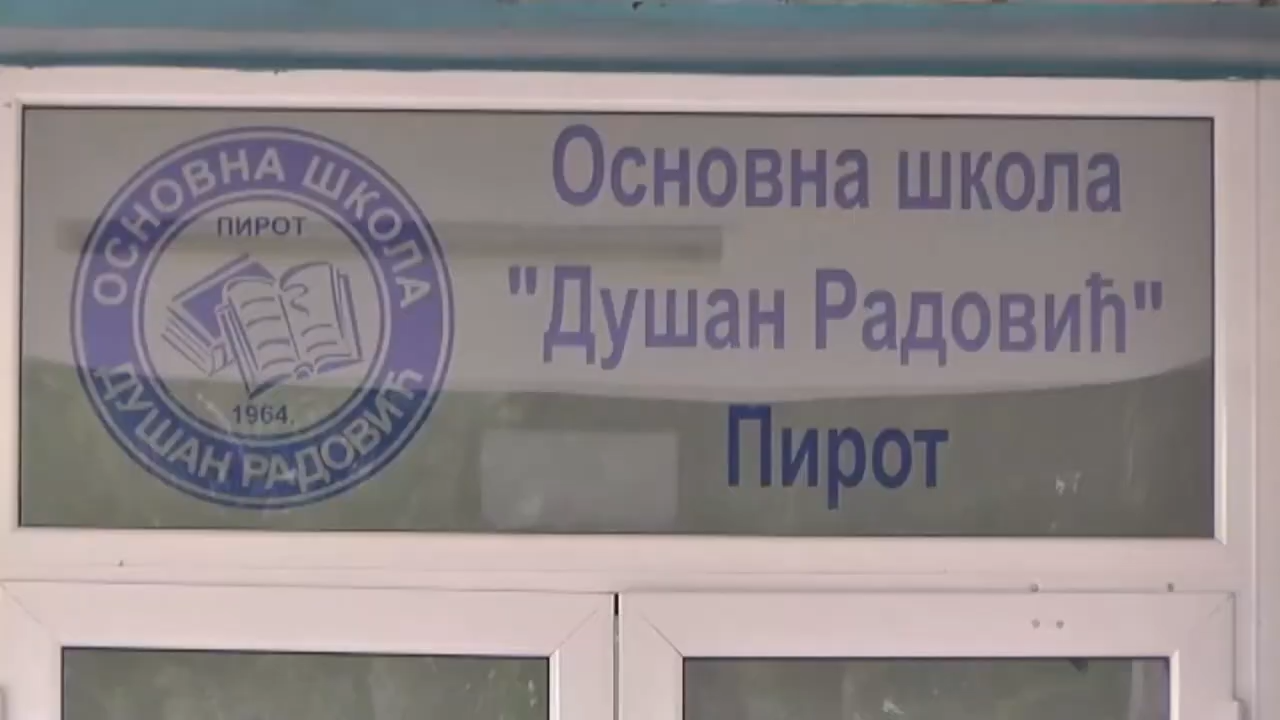 ОСНОВНА ШКОЛА
ПИРОТ
1964.
ДУШАН РАДОВИЋ
Основна школа
"Душан Радовић"
Пирот